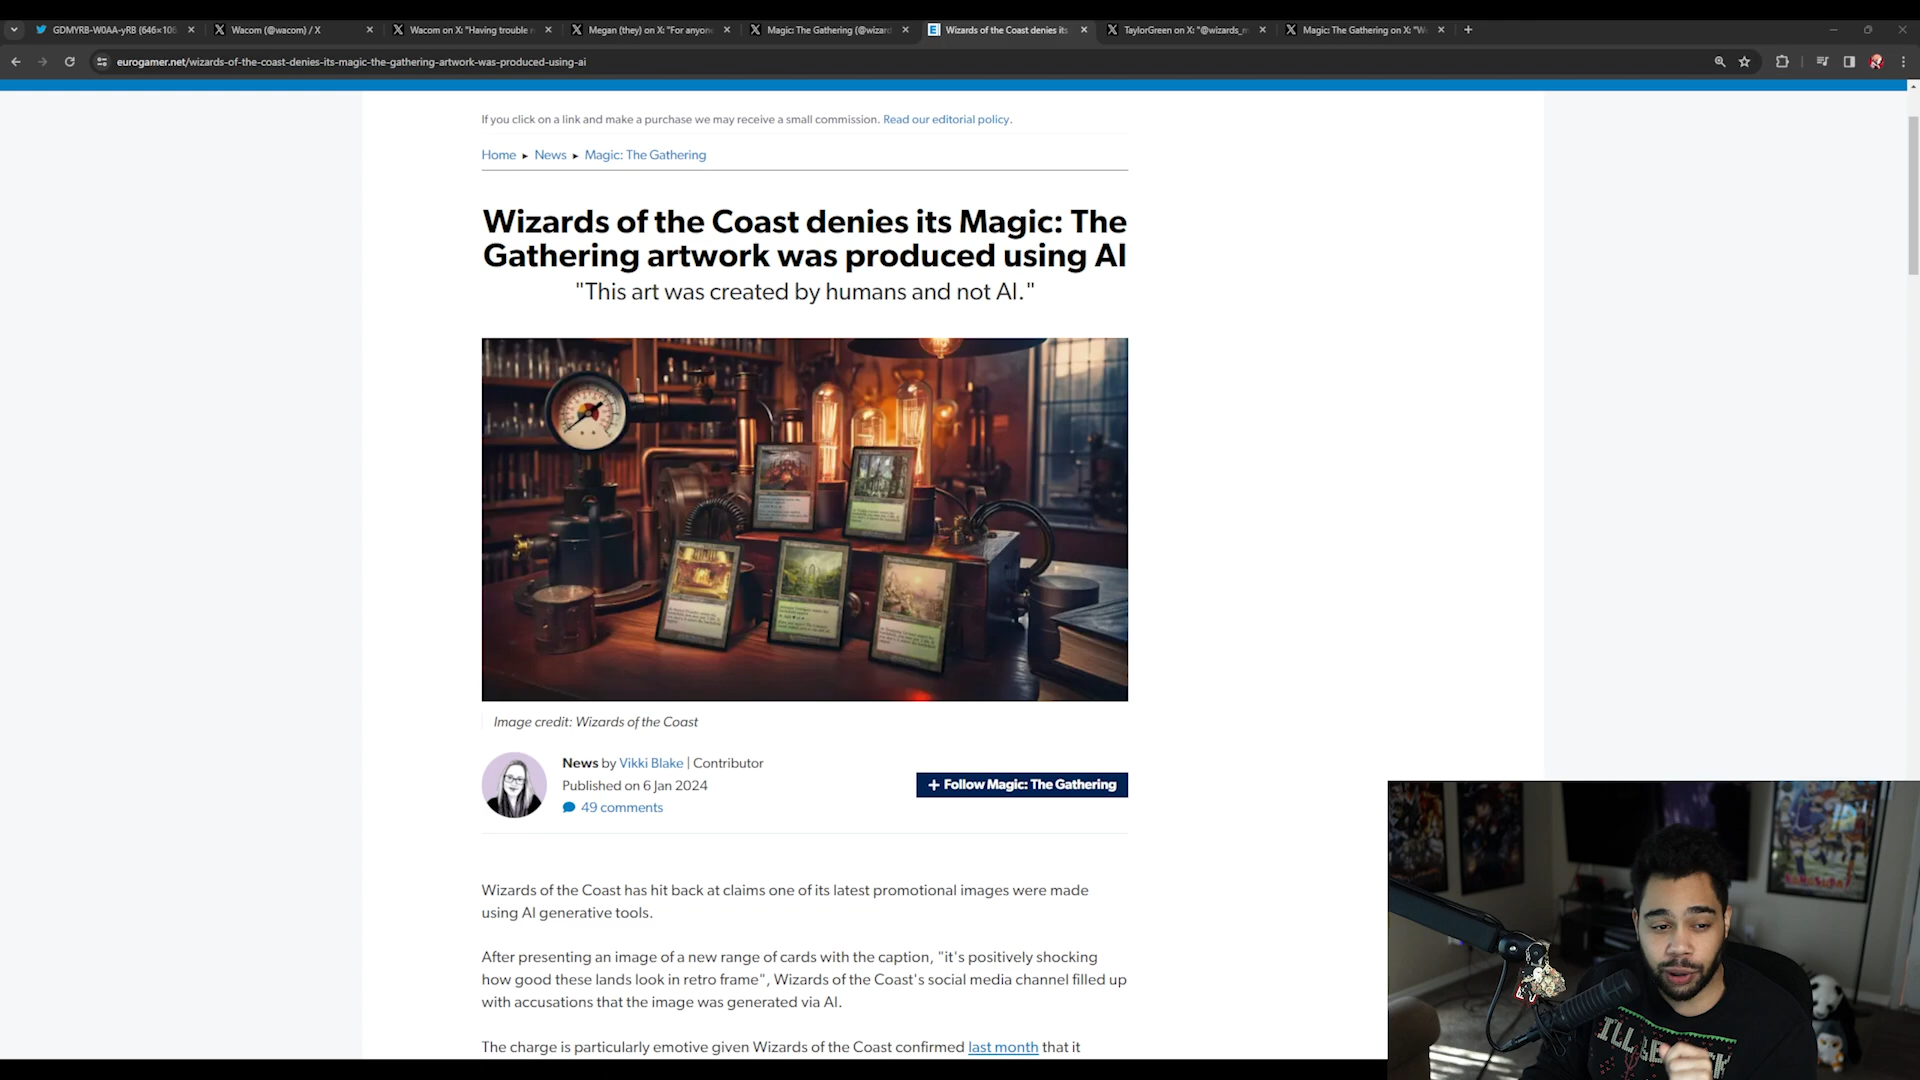 GDMYRB-W0AA-yRB (646×106
Wacom (@wacom) / X
Wacom on X: "Having trouble
Megan (they) on X: "For anyone
Magic: The Gathering (@wizard
Wizards of the Coast denies its
TaylorGreen on X: "@wizards_m
Magic: The Gathering on X: "W
eurogamer.net/wizards-of-the-coast-denies-its-magic-the-gathering-artwork-was-produced-using-ai
If you click on a link and make a purchase we may receive a small commission. Read our editorial policy.
Home ▸ News ▸ Magic: The Gathering
Wizards of the Coast denies its Magic: The
Gathering artwork was produced using AI
"This art was created by humans and not AI."
Image credit: Wizards of the Coast
News by Vikki Blake | Contributor
Published on 6 Jan 2024
49 comments
+ Follow Magic: The Gathering
Wizards of the Coast has hit back at claims one of its latest promotional images were made
using AI generative tools.
After presenting an image of a new range of cards with the caption, "it's positively shocking
how good these lands look in retro frame", Wizards of the Coast's social media channel filled up
with accusations that the image was generated via AI.
The charge is particularly emotive given Wizards of the Coast confirmed last month that it